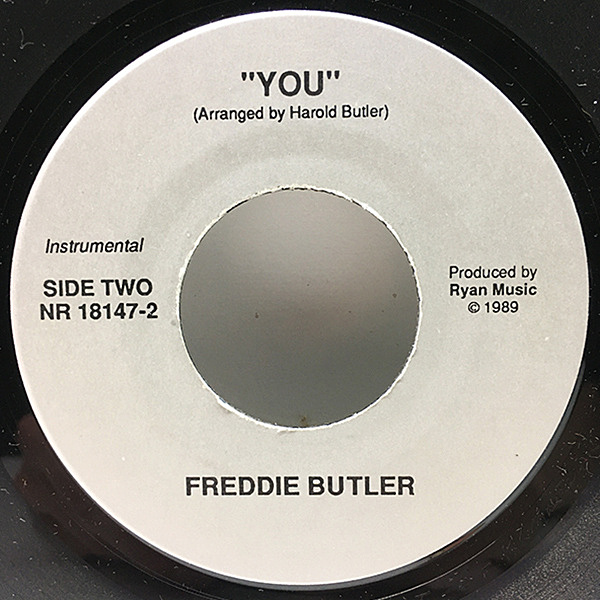 "YOU"
(Arranged by Harold Butler)
Instrumental
SIDE TWO
NR 18147-2
Produced by
Ryan Music
© 1989
FREDDIE BUTLER